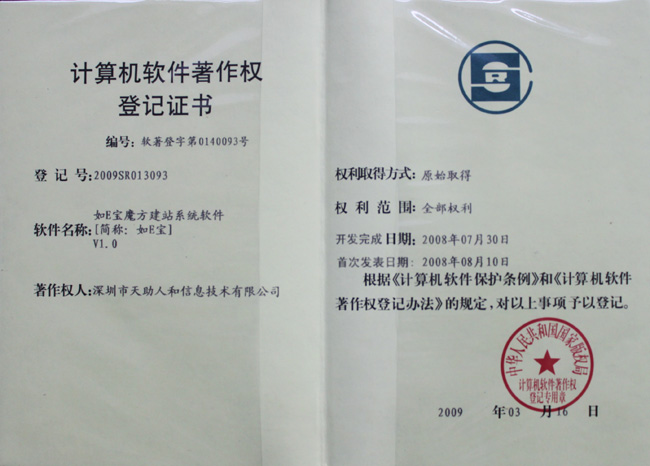 计算机软件著作权
登记证书
编号：软著登字第0140093号
登 记 号：2009SR013093
如E宝魔方建站系统软件
软件名称：[简称：如E宝]
V1.0
著作权人：深圳市天助人和信息技术有限公司
权利取得方式：原始取得
权 利 范 围：全部权利
开发完成日期：2008年07月30日
首次发表日期：2008年08月10日
根据《计算机软件保护条例》和《计算机软件
著作权登记办法》的规定，对以上事项予以登记。
中华人民共和国国家版权局
计算机软件著作权
登记专用章
2009 年03 月16 日